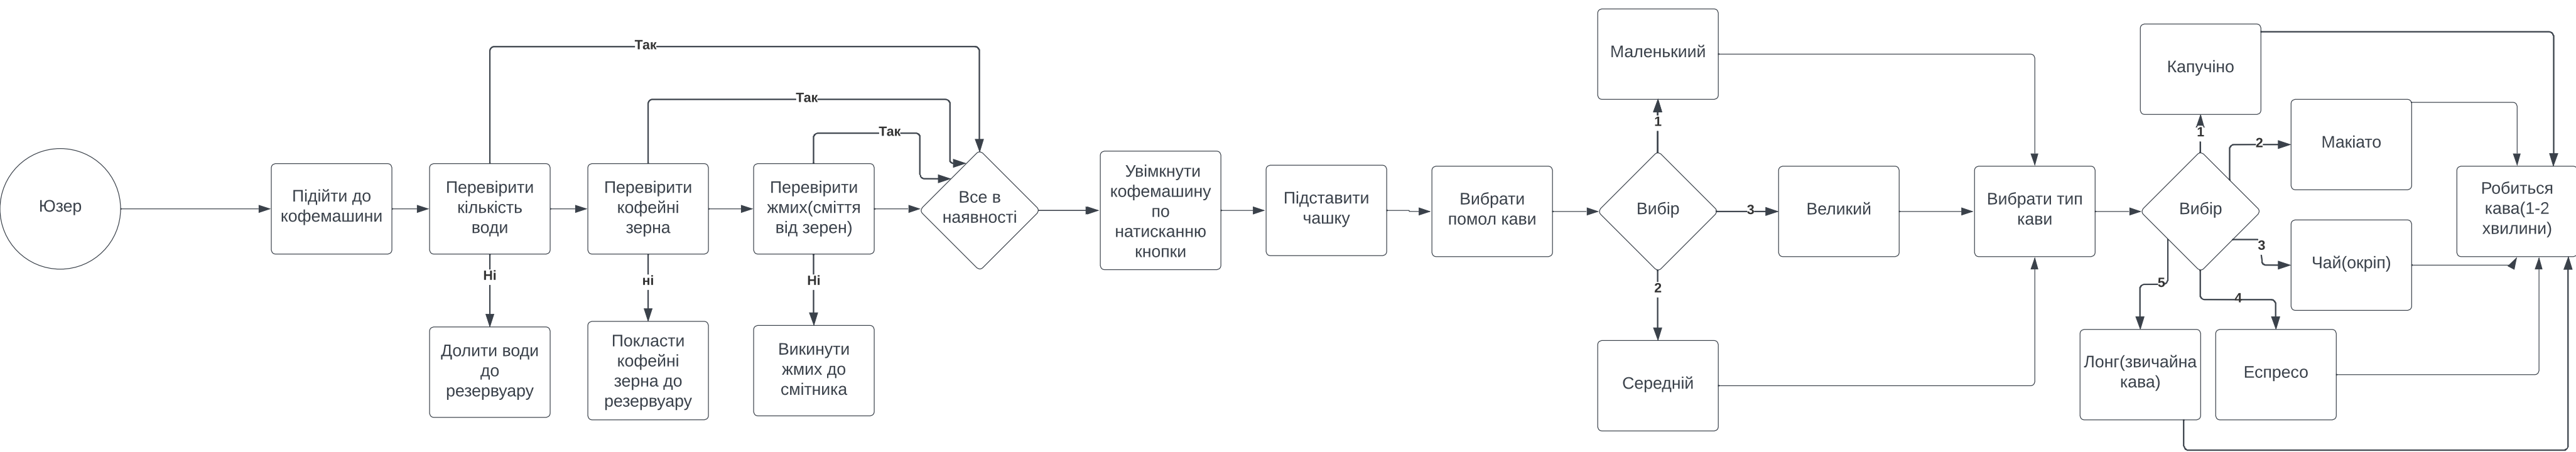 Юзер
Підійти до
кофемашини
Перевірити
кількість
води
Так
Ні
Долити води
до
резервуару
Перевірити
кофейні
зерна
Так
ні
Покласти
кофейні
зерна до
резервуару
Перевірити
жмих(сміття
від зерен)
Так
Ні
Викинути
жмих до
смітника
Все в
наявності
Увімкнути
кофемашину
по
натисканню
кнопки
Підставити
чашку
Вибрати
помол кави
Вибір
1
Маленькиий
2
Середній
3
Великий
Вибрати тип
кави
Вибір
1
Капучіно
2
Макіато
3
Чай(окріп)
4
Еспресо
5
Лонг(звичайна
кава)
Робиться
кава(1-2
хвилини)